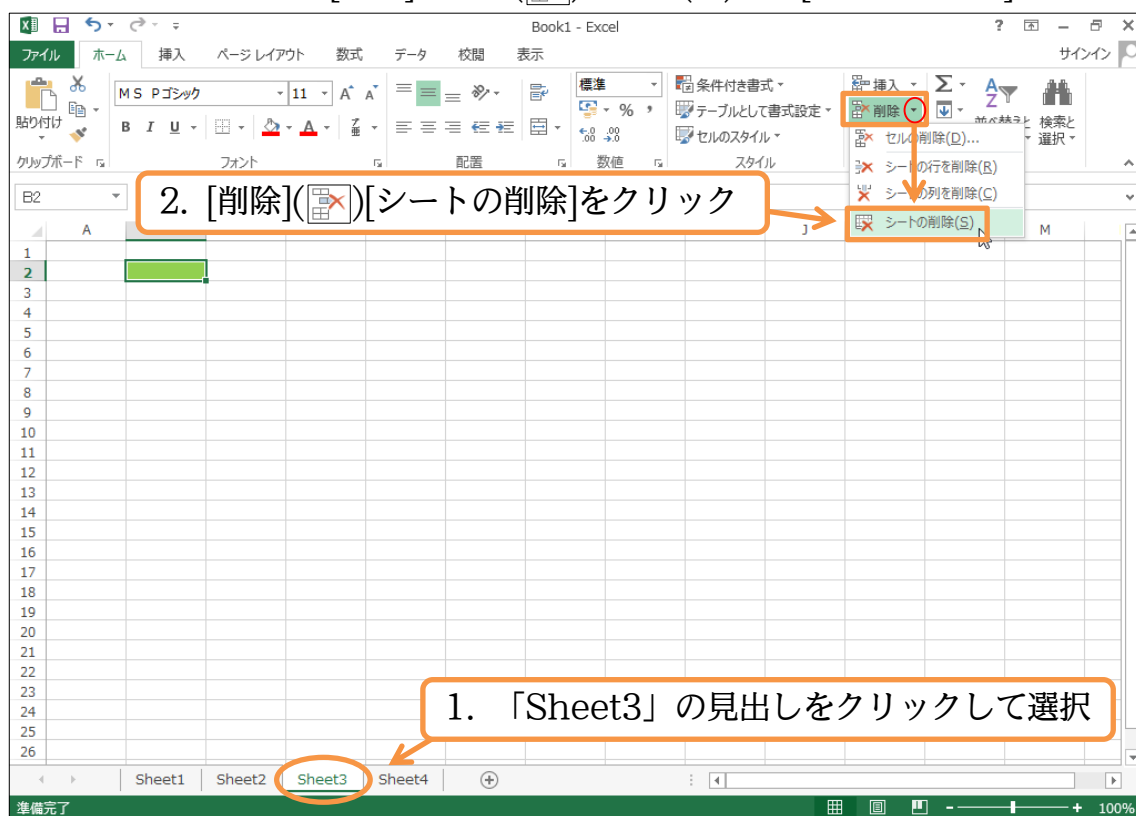 Book1 - Excel
ファイル ホーム 挿入 ページ レイアウト 数式 データ 校閲 表示 サインイン
貼り付け
ＭＳ Ｐゴシック 11
B I U
標準
% ,
条件付き書式
テーブルとして書式設定
セルのスタイル
挿入
削除
検索と
選択
クリップボード フォント 配置 数値 スタイル
セルの削除(D)...
シートの行を削除(R)
シートの列を削除(C)
シートの削除(S)
B2
2. [削除]()[シートの削除]をクリック
A J M
1
2
3
4
5
6
7
8
9
10
11
12
13
14
15
16
17
18
19
20
21
22
23
24
25
26
1. 「Sheet3」の見出しをクリックして選択
Sheet1 Sheet2 Sheet3 Sheet4
準備完了 100%